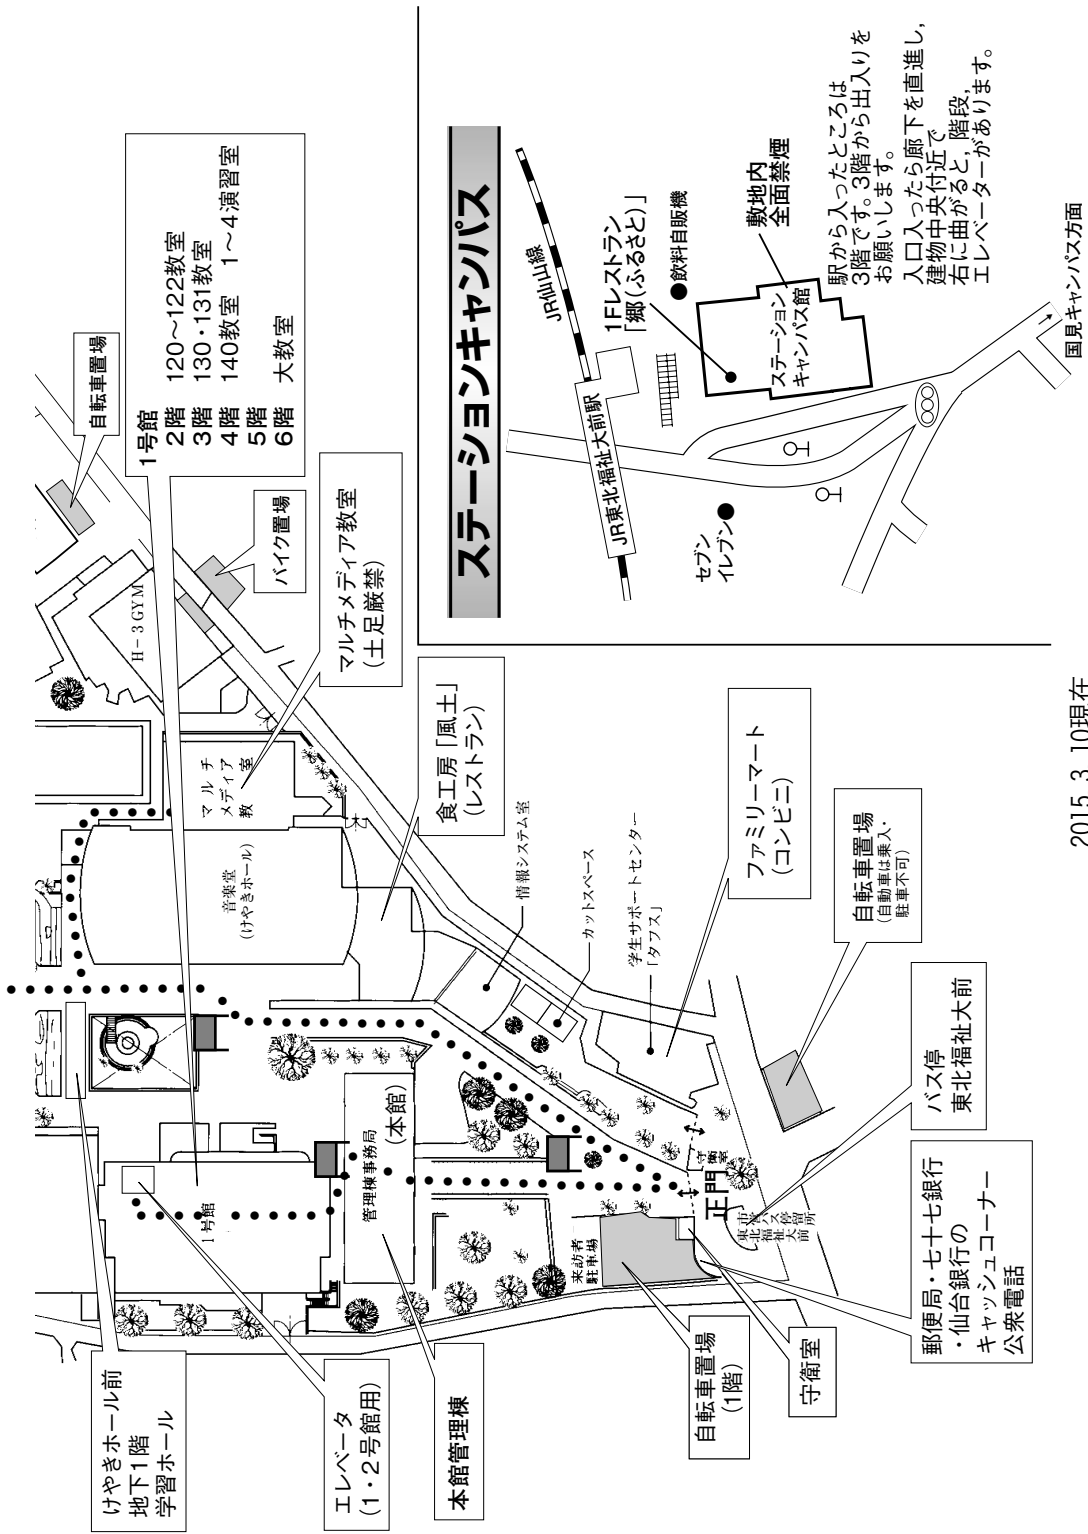 けやきホール前
地下1階
学習ホール
エレベータ
(1・2号館用)
本館管理棟
自転車置場
(1階)
守衛室
郵便局・七十七銀行
・仙台銀行の
キャッシュコーナー
公衆電話
バス停
東北福祉大前
自転車置場
(自動車は乗入・
駐車不可)
ファミリーマート
(コンビニ)
食工房「風土」
(レストラン)
マルチメディア教室
(土足厳禁)
バイク置場
自転車置場
1号館
2階 120〜122教室
3階 130・131教室
4階 140教室 1〜4演習室
5階
6階 大教室
1号館
管理棟事務局
(本館)
来訪者
駐車場
正門
守衛室
市営バス停留所
東北福祉大前
音楽堂
(けやきホール)
マルチ
メディア
教室
H−3GYM
情報システム室
カットスペース
学生サポートセンター
「タフス」
ステーションキャンパス
JR仙山線
JR東北福祉大前駅
1Fレストラン
「郷(ふるさと)」
飲料自販機
セブン
イレブン
ステーション
キャンパス館
敷地内
全面禁煙
駅から入ったところは
3階です。3階から出入りを
お願いします。
入口入ったら廊下を直進し,
建物中央付近で
右に曲がると, 階段,
エレベーターがあります。
国見キャンパス方面
2015. 3. 10現在